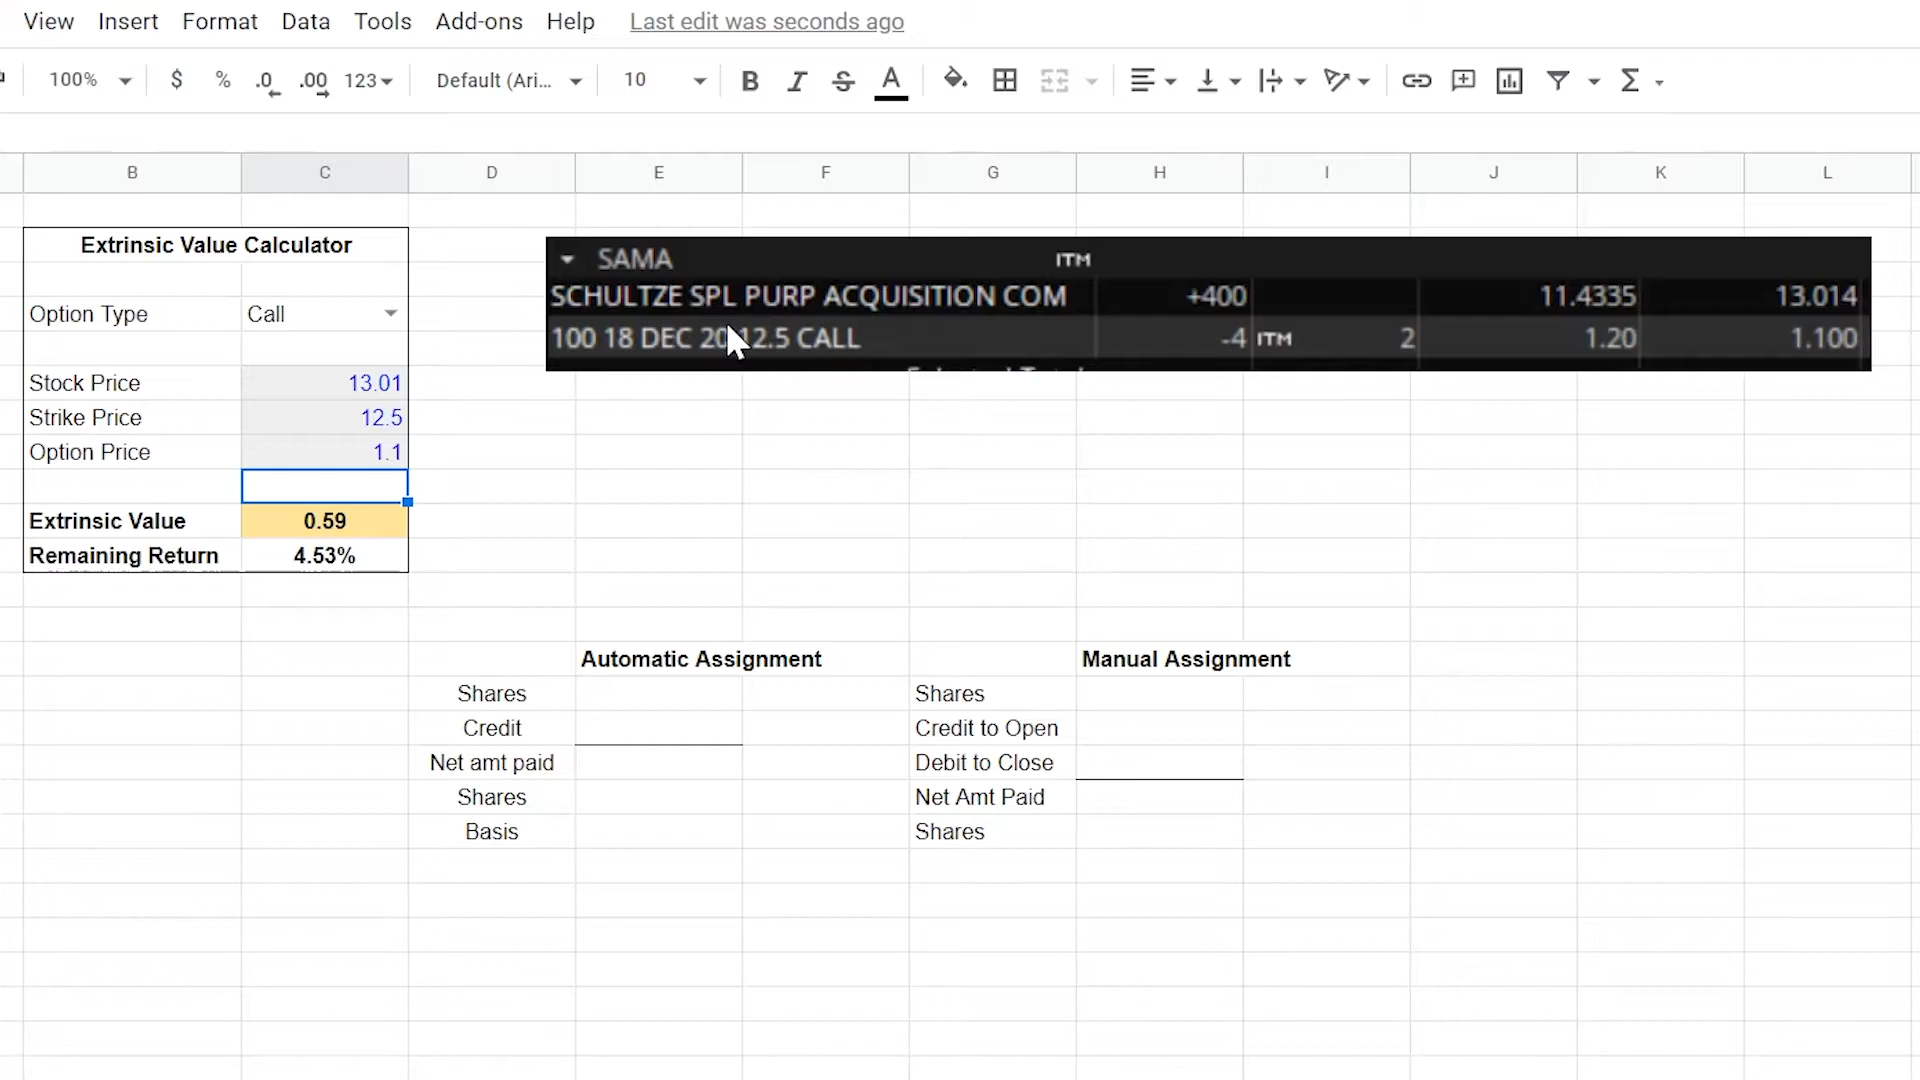 View Insert Format Data Tools Add-ons Help Last edit was seconds ago
100% $ % .0 .00 123 Default (Ari... 10 B I S A
B C D E F G H I J K L
Extrinsic Value Calculator
SAMA ITM
SCHULTZE SPL PURP ACQUISITION COM +400 11.4335 13.014
Option Type Call
100 18 DEC 20 12.5 CALL -4 ITM 2 1.20 1.100
Stock Price 13.01
Strike Price 12.5
Option Price 1.1
Extrinsic Value 0.59
Remaining Return 4.53%
Automatic Assignment Manual Assignment
Shares Shares
Credit Credit to Open
Net amt paid Debit to Close
Shares Net Amt Paid
Basis Shares